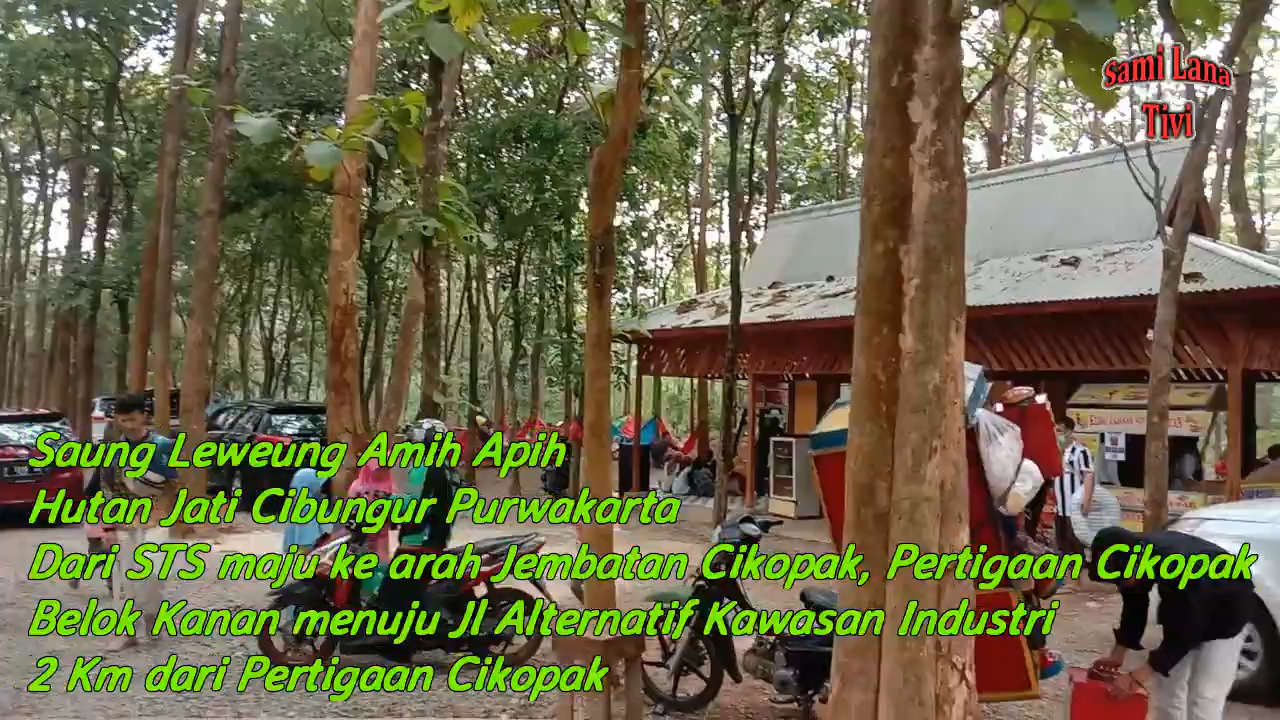 sami Lana
Tivi
Saung Leweung Amih Apih
Hutan Jati Cibungur Purwakarta
Dari STS maju ke arah Jembatan Cikopak, Pertigaan Cikopak
Belok Kanan menuju Jl Alternatif Kawasan Industri
2 Km dari Pertigaan Cikopak